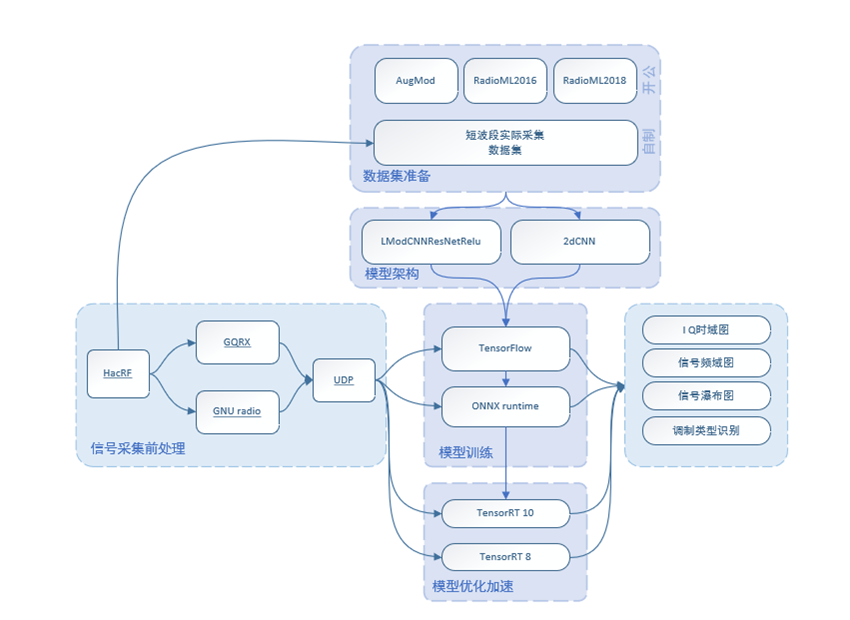 AugMod
RadioML2016
RadioML2018
公开
短波段实际采集
数据集
自制
数据集准备
LModCNNResNetRelu
2dCNN
模型架构
HacRF
GQRX
GNU radio
UDP
信号采集前处理
TensorFlow
ONNX runtime
模型训练
TensorRT 10
TensorRT 8
模型优化加速
I Q时域图
信号频域图
信号瀑布图
调制类型识别